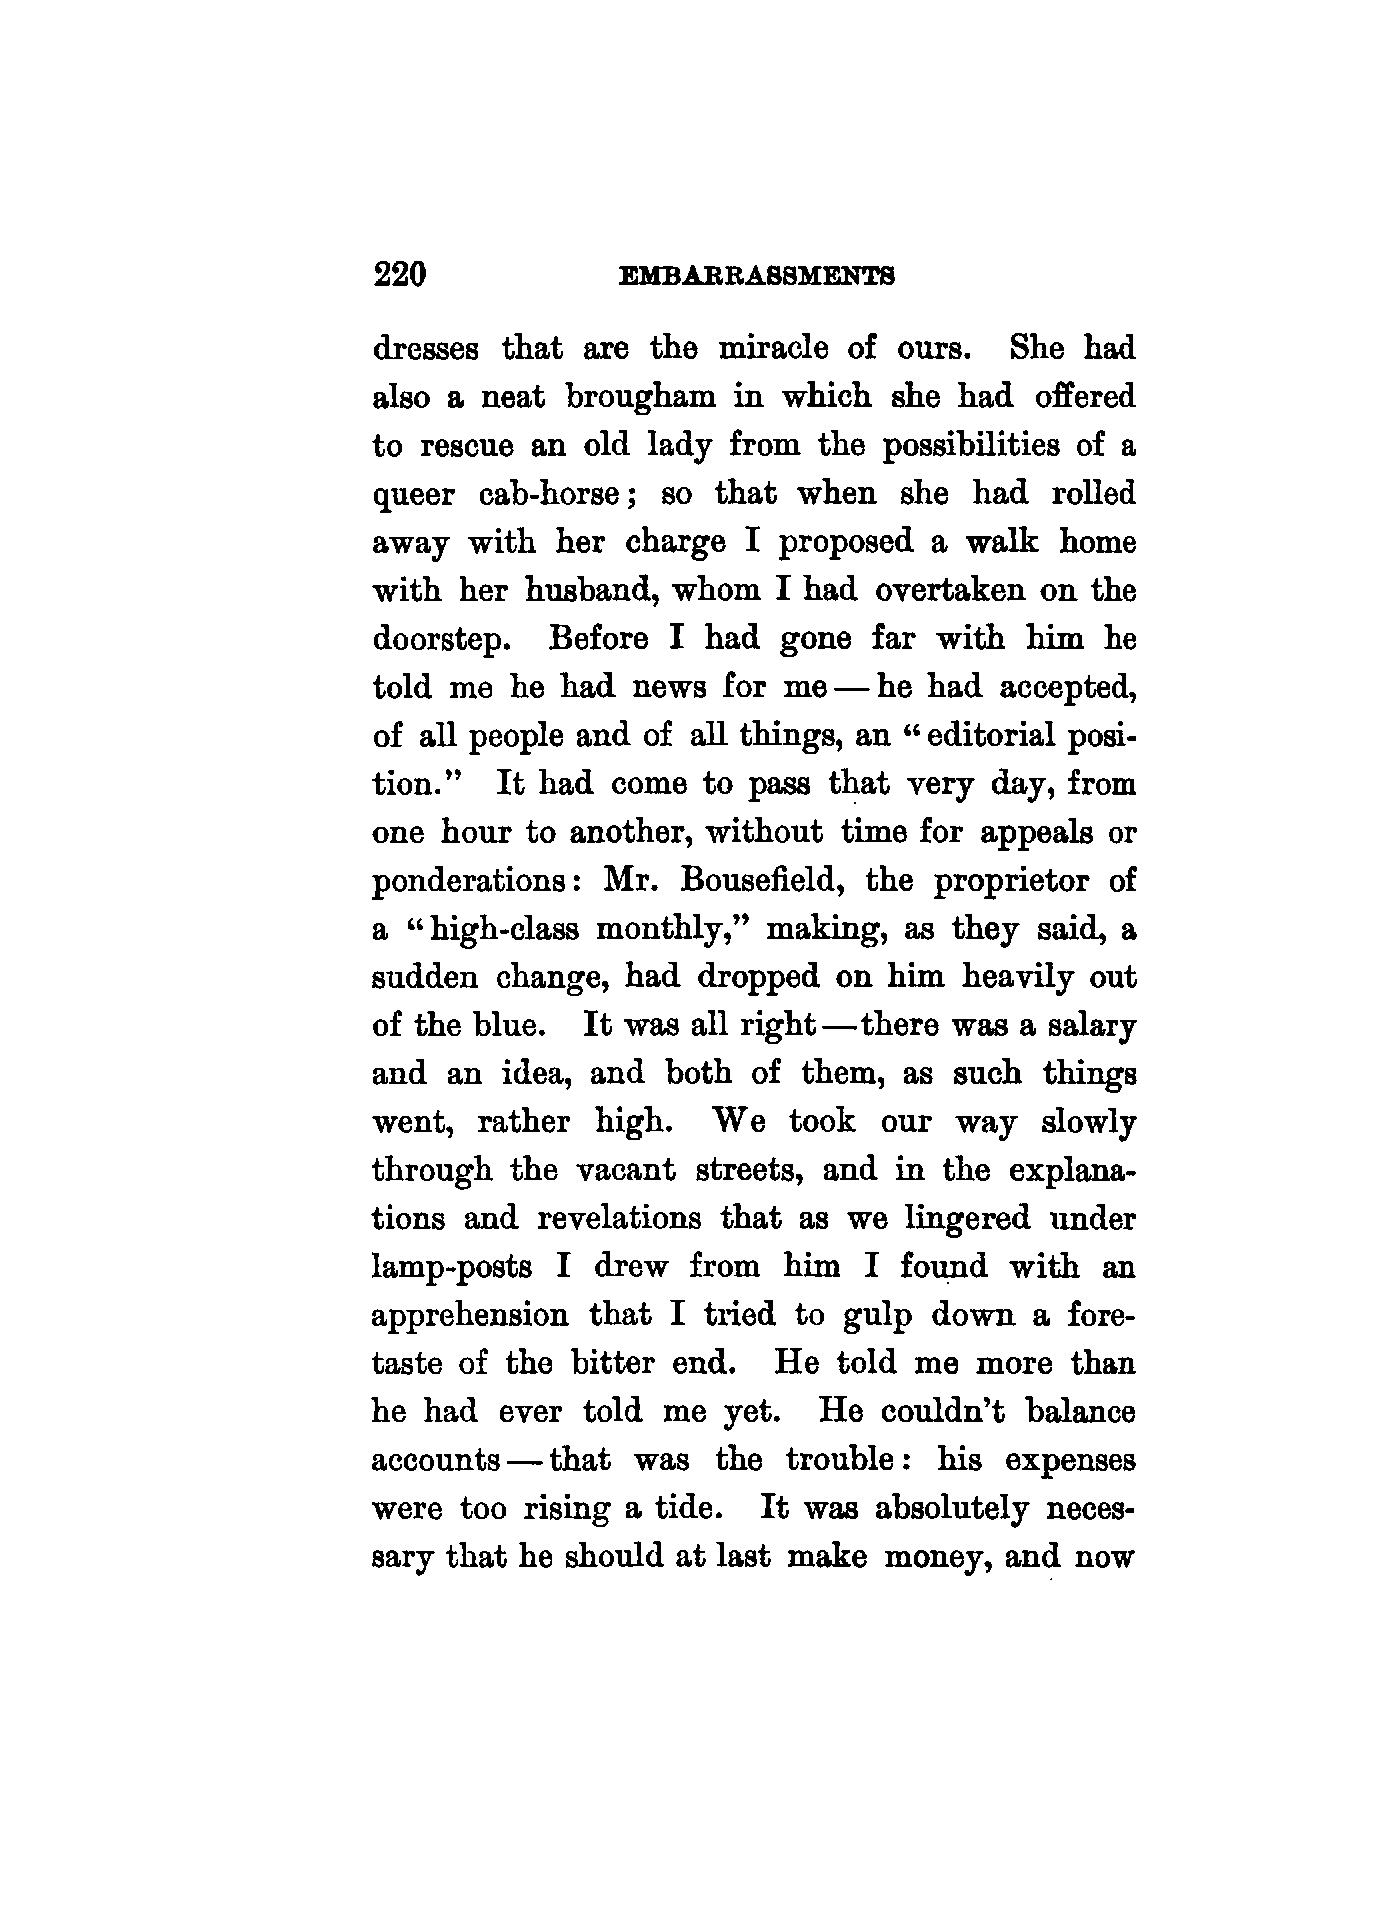 220 EMBARRASSMENTS
dresses that are the miracle of ours. She had
also a neat brougham in which she had offered
to rescue an old lady from the possibilities of a
queer cab-horse; so that when she had rolled
away with her charge I proposed a walk home
with her husband, whom I had overtaken on the
doorstep. Before I had gone far with him he
told me he had news for me — he had accepted,
of all people and of all things, an “editorial posi-
tion.” It had come to pass that very day, from
one hour to another, without time for appeals or
ponderations: Mr. Bousefield, the proprietor of
a “high-class monthly,” making, as they said, a
sudden change, had dropped on him heavily out
of the blue. It was all right — there was a salary
and an idea, and both of them, as such things
went, rather high. We took our way slowly
through the vacant streets, and in the explana-
tions and revelations that as we lingered under
lamp-posts I drew from him I found with an
apprehension that I tried to gulp down a fore-
taste of the bitter end. He told me more than
he had ever told me yet. He couldn’t balance
accounts — that was the trouble: his expenses
were too rising a tide. It was absolutely neces-
sary that he should at last make money, and now